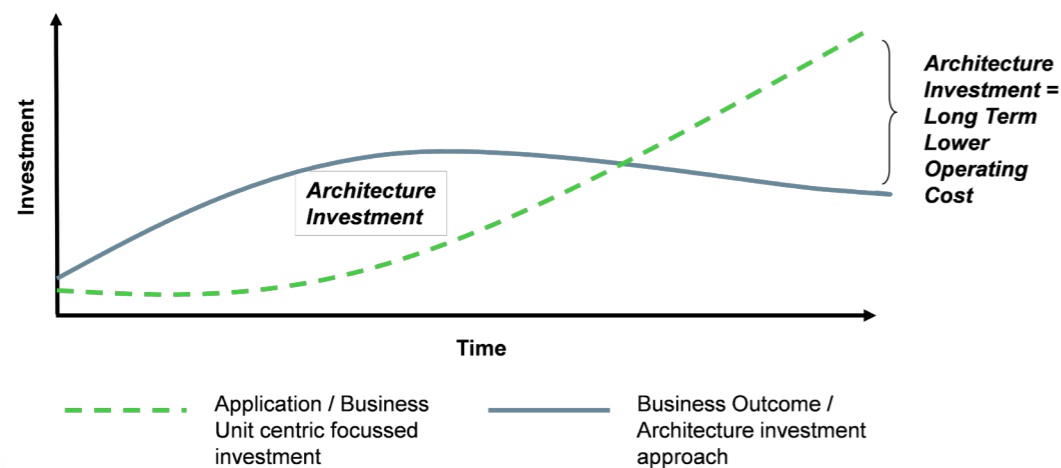 Investment
Architecture
Investment
Architecture
Investment =
Long Term
Lower
Operating
Cost
Time
Application / Business
Unit centric focussed
investment
Business Outcome /
Architecture investment
approach